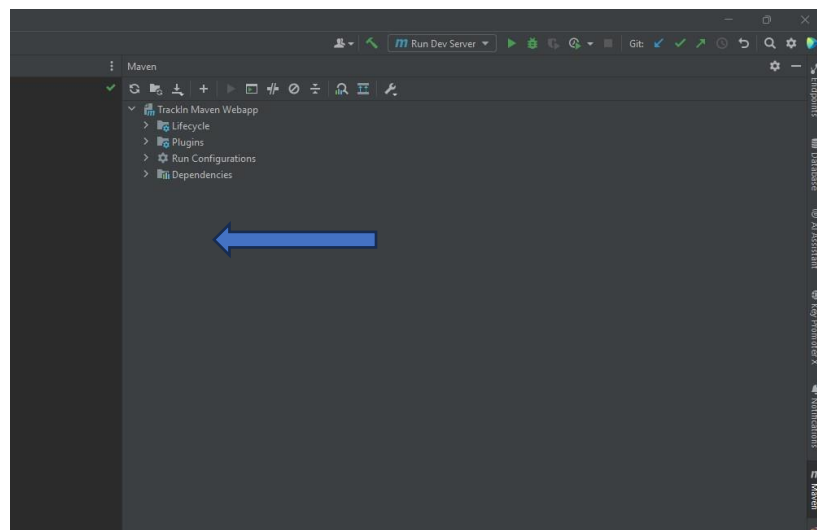 Run Dev Server
Git:
Maven
TrackIn Maven Webapp
Lifecycle
Plugins
Run Configurations
Dependencies
Endpoints
Database
AI Assistant
Key Promoter X
Notifications
Maven